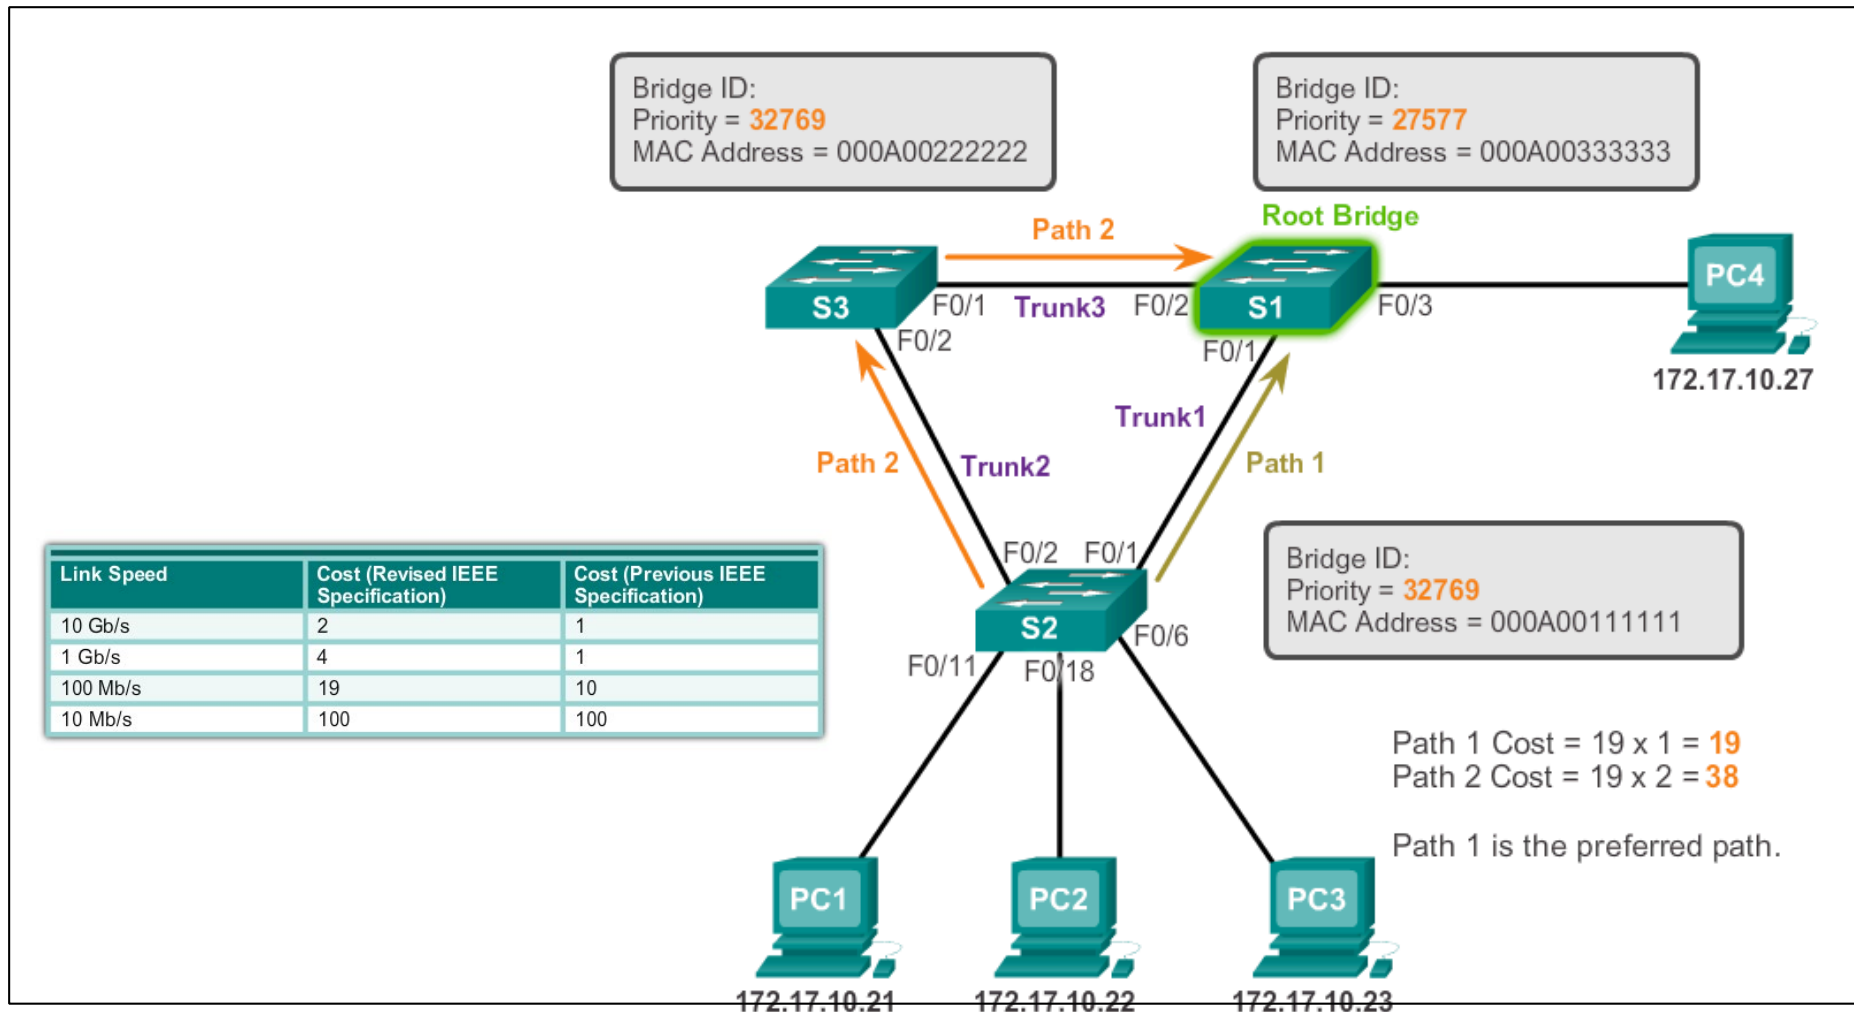 Bridge ID:
Priority = 32769
MAC Address = 000A00222222
Bridge ID:
Priority = 27577
MAC Address = 000A00333333
Root Bridge
Path 2
S3
F0/1
Trunk3
F0/2
S1
F0/3
PC4
F0/2
F0/1
172.17.10.27
Trunk1
Path 2
Trunk2
Path 1
F0/2
F0/1
Bridge ID:
Priority = 32769
MAC Address = 000A00111111
S2
F0/6
F0/11
F0/18
Link Speed
Cost (Revised IEEE
Specification)
Cost (Previous IEEE
Specification)
10 Gb/s
2
1
1 Gb/s
4
1
100 Mb/s
19
10
10 Mb/s
100
100
Path 1 Cost = 19 x 1 = 19
Path 2 Cost = 19 x 2 = 38
Path 1 is the preferred path.
PC1
PC2
PC3
172.17.10.21
172.17.10.22
172.17.10.23